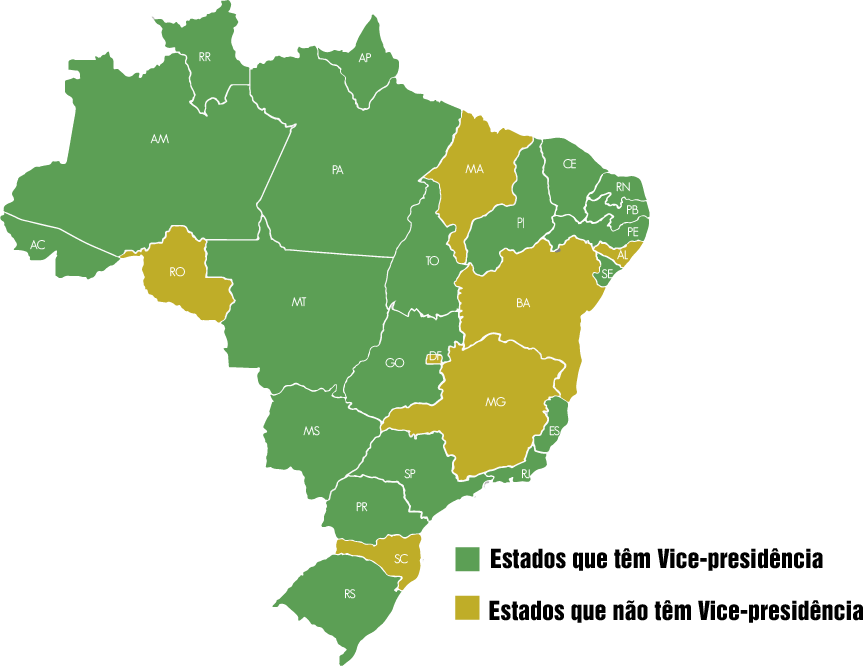 RR
AP
AM
PA
MA
CE
RN
PB
PE
PI
AL
SE
AC
TO
RO
BA
MT
DF
GO
MG
MS
ES
SP
RJ
PR
SC
RS
Estados que têm Vice-presidência
Estados que não têm Vice-presidência